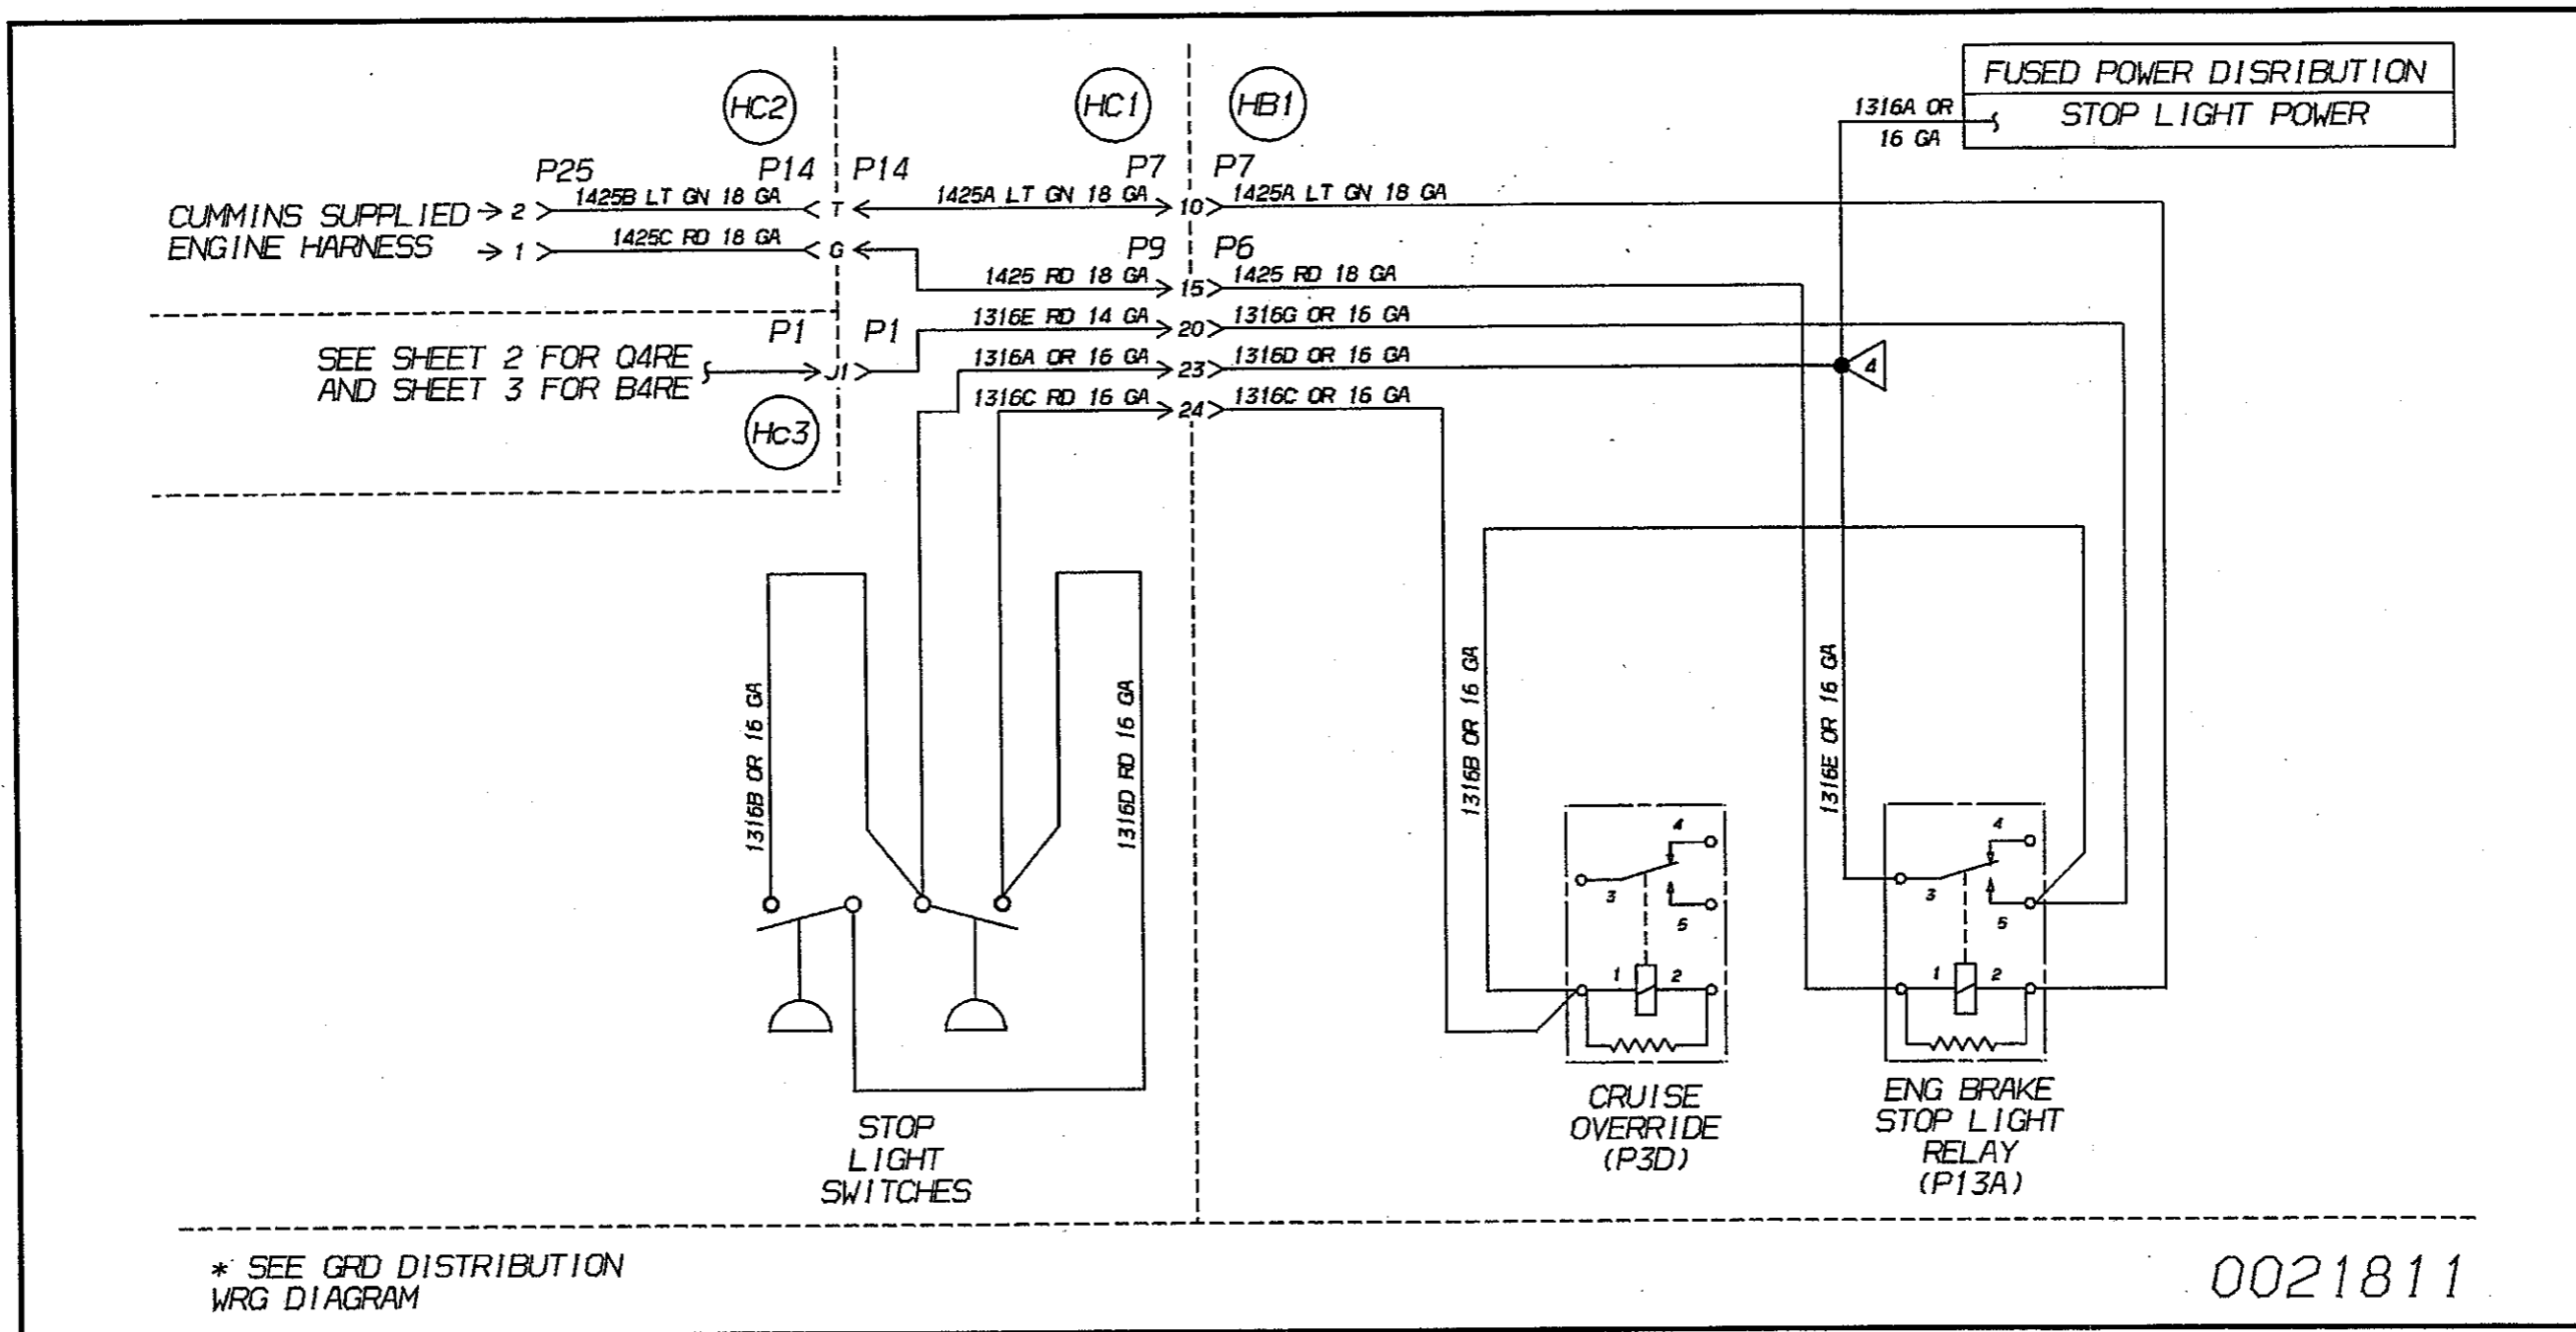 FUSED POWER DISRIBUTION
STOP LIGHT POWER
1316A OR
16 GA
HC2
HC1
HB1
P25
P14
P14
P7
P7
CUMMINS SUPPLIED
ENGINE HARNESS
2
1425B LT GN 18 GA
T
1425A LT GN 18 GA
10
1425A LT GN 18 GA
1
1425C RD 18 GA
G
P9
P6
1425 RD 18 GA
15
1425 RD 18 GA
P1
P1
1316E RD 14 GA
20
1316G OR 16 GA
SEE SHEET 2 FOR Q4RE
AND SHEET 3 FOR B4RE
J1
1316A OR 16 GA
23
1316D OR 16 GA
4
1316C RD 16 GA
24
1316C OR 16 GA
Hc3
1316B OR 16 GA
1316D RD 16 GA
1316B OR 16 GA
1316E OR 16 GA
4
3
5
1
2
4
3
5
1
2
STOP
LIGHT
SWITCHES
CRUISE
OVERRIDE
(P3D)
ENG BRAKE
STOP LIGHT
RELAY
(P13A)
* SEE GRD DISTRIBUTION
WRG DIAGRAM
0021811